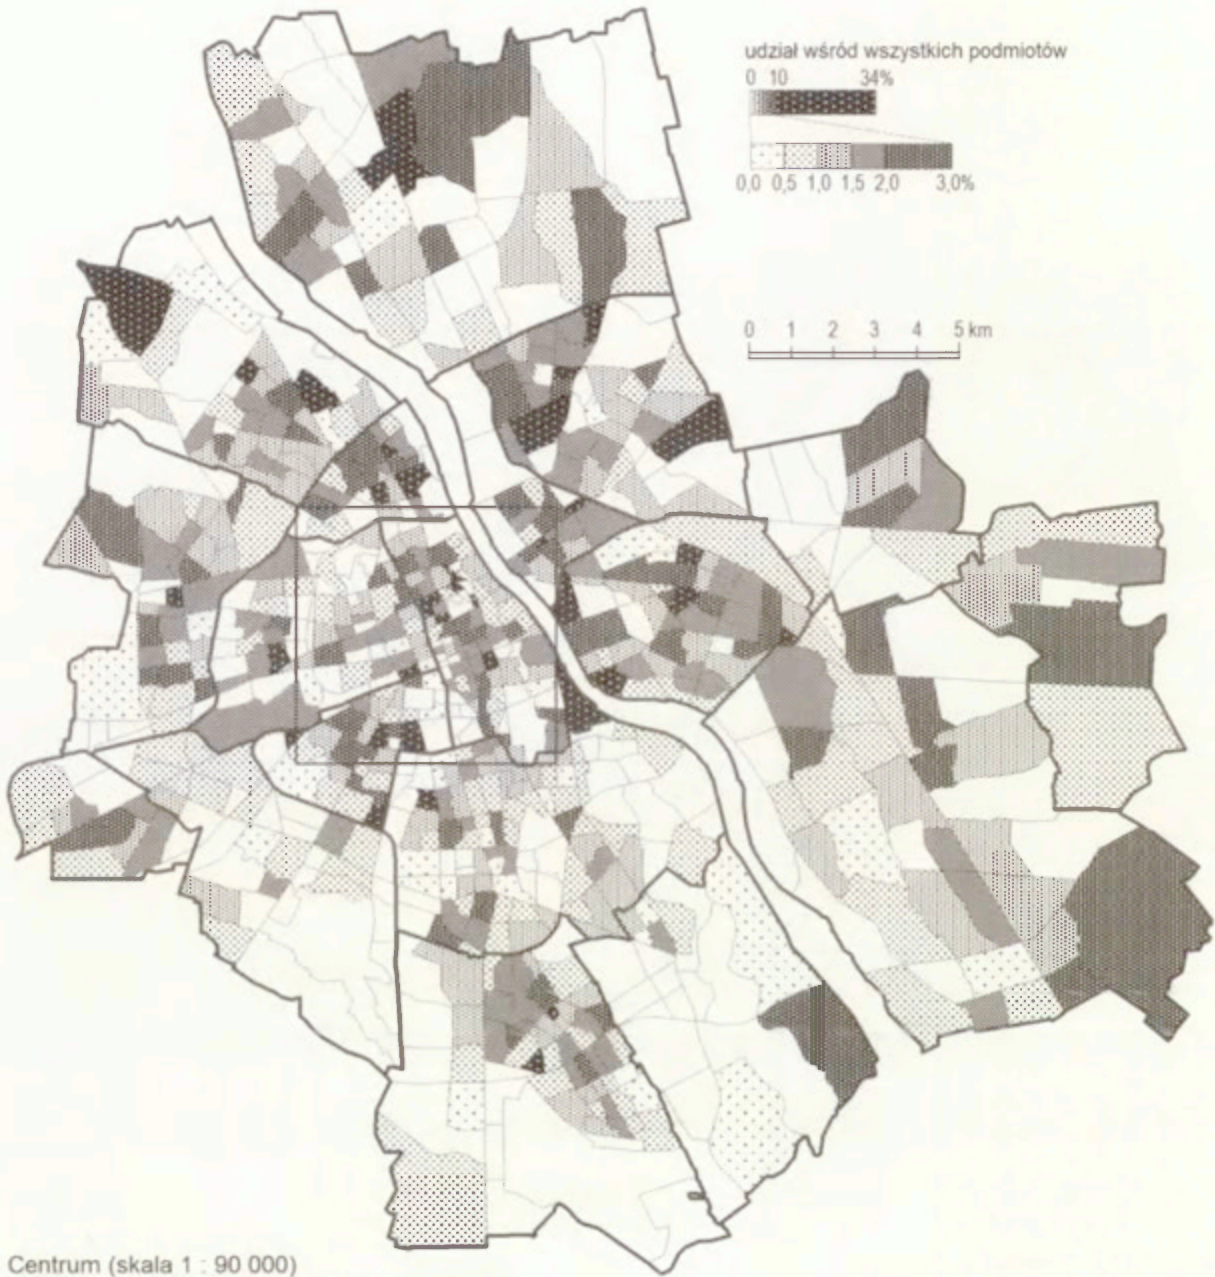 udział wśród wszystkich podmiotów
0 10 34%
0,0 0,5 1,0 1,5 2,0 3,0%
0 1 2 3 4 5 km
Centrum (skala 1 : 90 000)